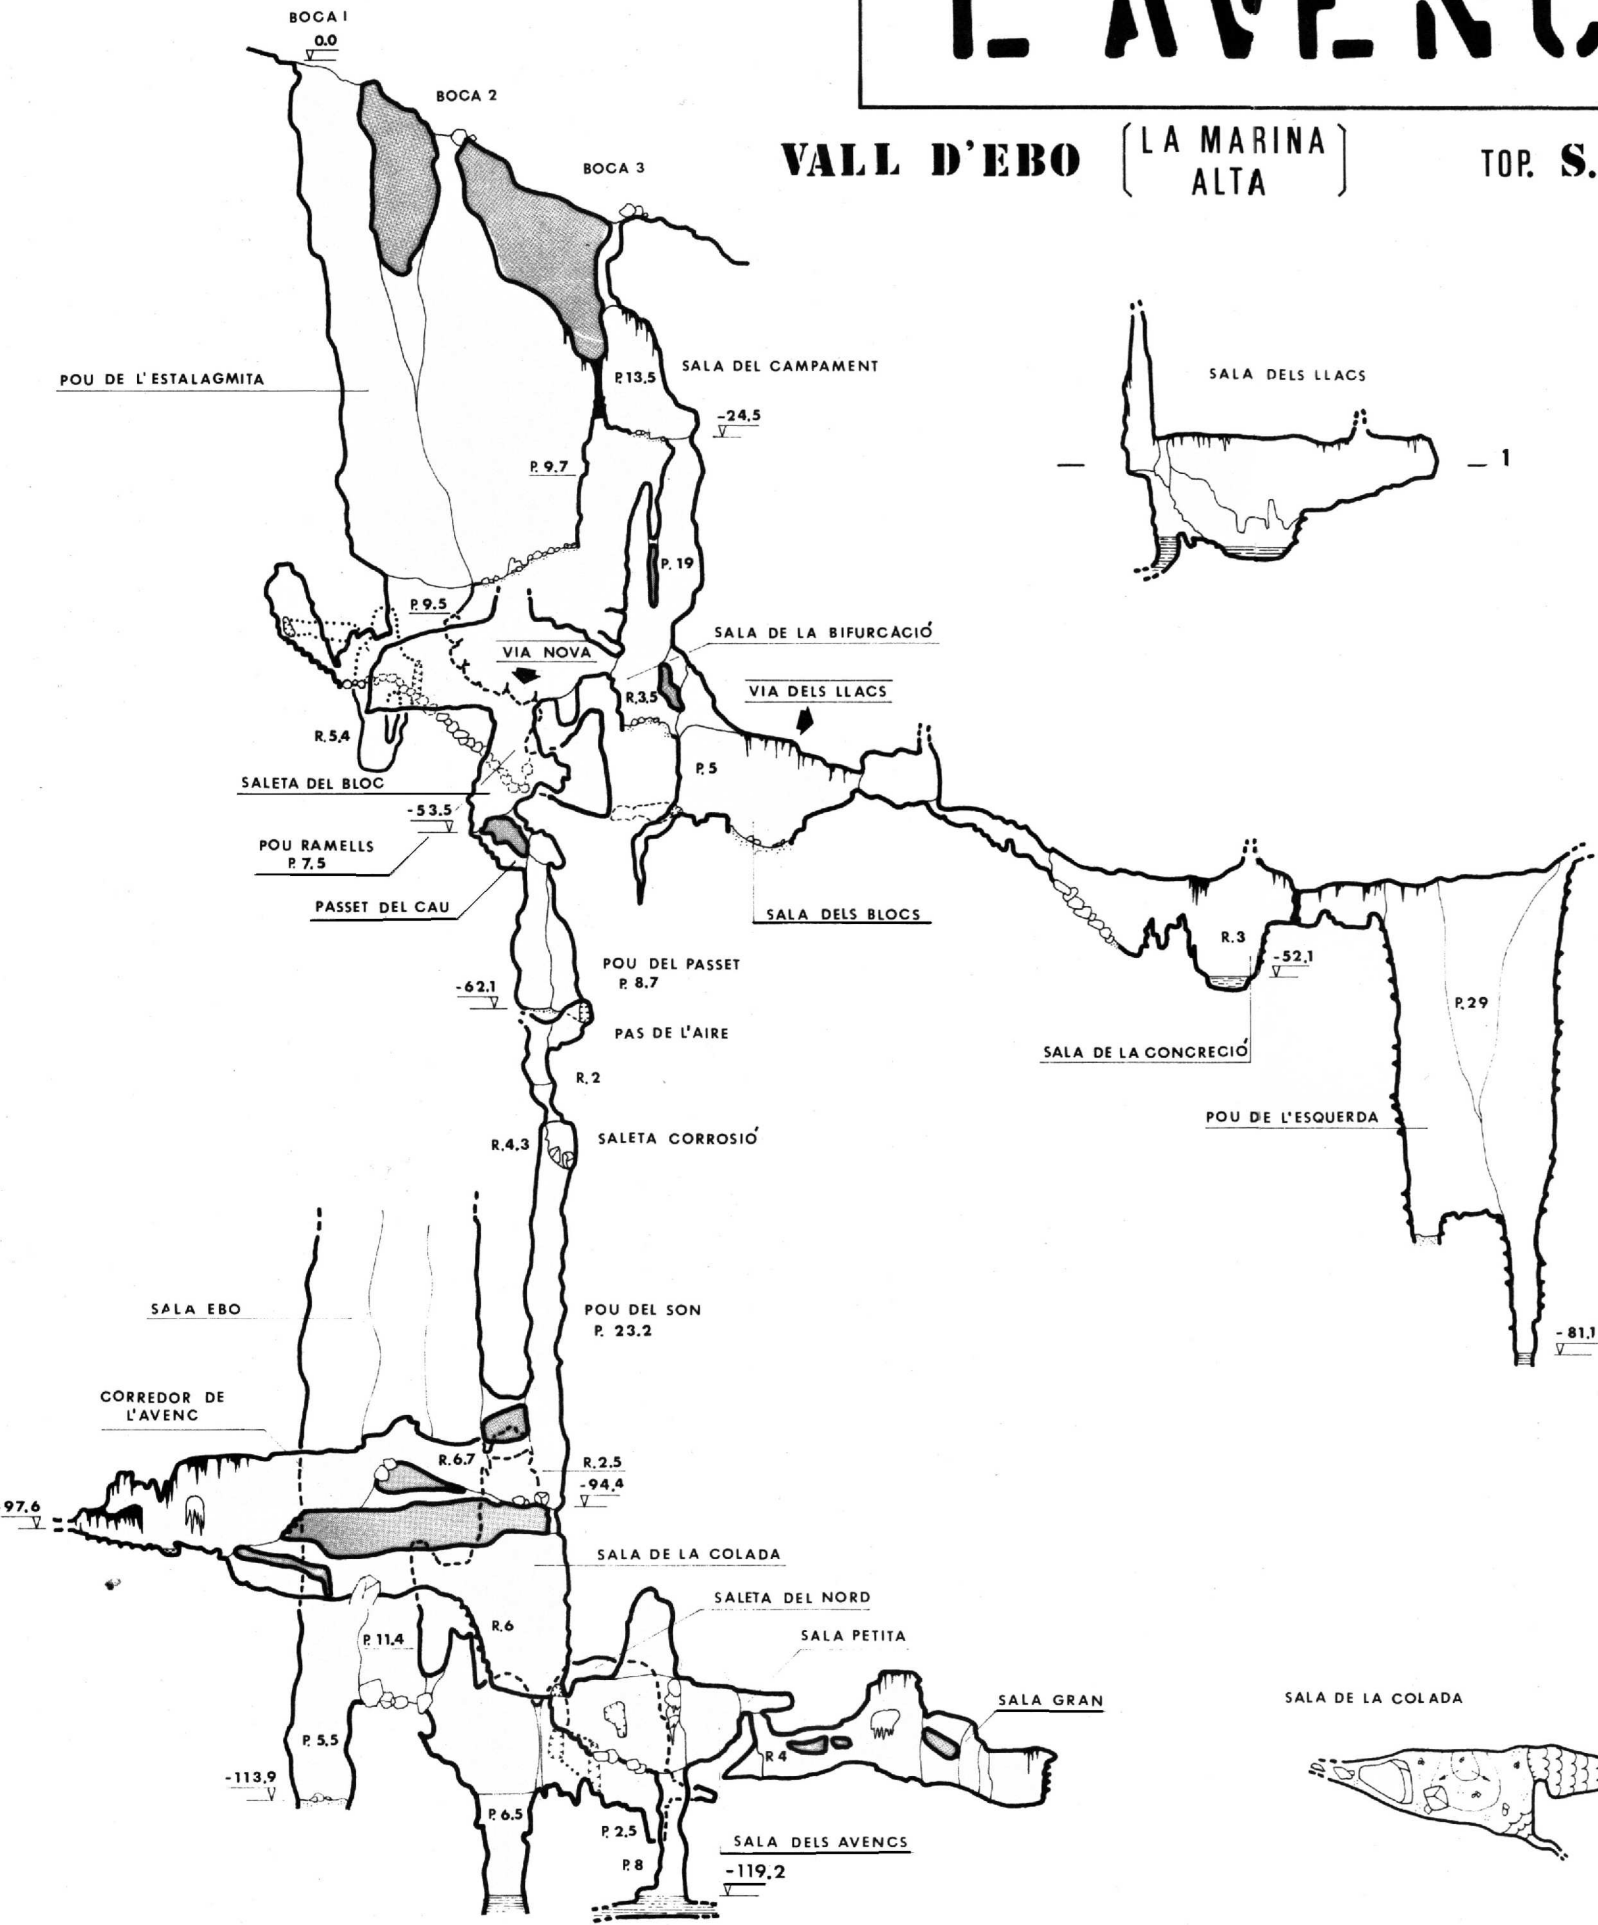 L'AVENC
VALL D'EBO
[LA MARINA
ALTA]
TOP. S.
BOCA 1
0.0
BOCA 2
BOCA 3
POU DE L'ESTALAGMITA
P.13,5
SALA DEL CAMPAMENT
-24,5
P.9.7
SALA DELS LLACS
1
P. 19
P.9.5
VIA NOVA
SALA DE LA BIFURCACIÓ
VIA DELS LLACS
R.3,5
R.5,4
P.5
SALETA DEL BLOC
-53.5
POU RAMELLS
P. 7,5
PASSET DEL CAU
SALA DELS BLOCS
R.3
-52,1
POU DEL PASSET
P. 8.7
-62.1
PAS DE L'AIRE
P.29
SALA DE LA CONCRECIÓ
R.2
R.4.3
SALETA CORROSIÓ
POU DE L'ESQUERDA
SALA EBO
POU DEL SON
P. 23.2
-81,1
CORREDOR DE
L'AVENC
R.6.7
R.2.5
-94,4
97.6
SALA DE LA COLADA
SALETA DEL NORD
P. 11.4
R.6
SALA PETITA
SALA GRAN
SALA DE LA COLADA
P. 5,5
R 4
-113,9
P. 6.5
P. 2,5
P. 8
SALA DELS AVENCS
-119.2